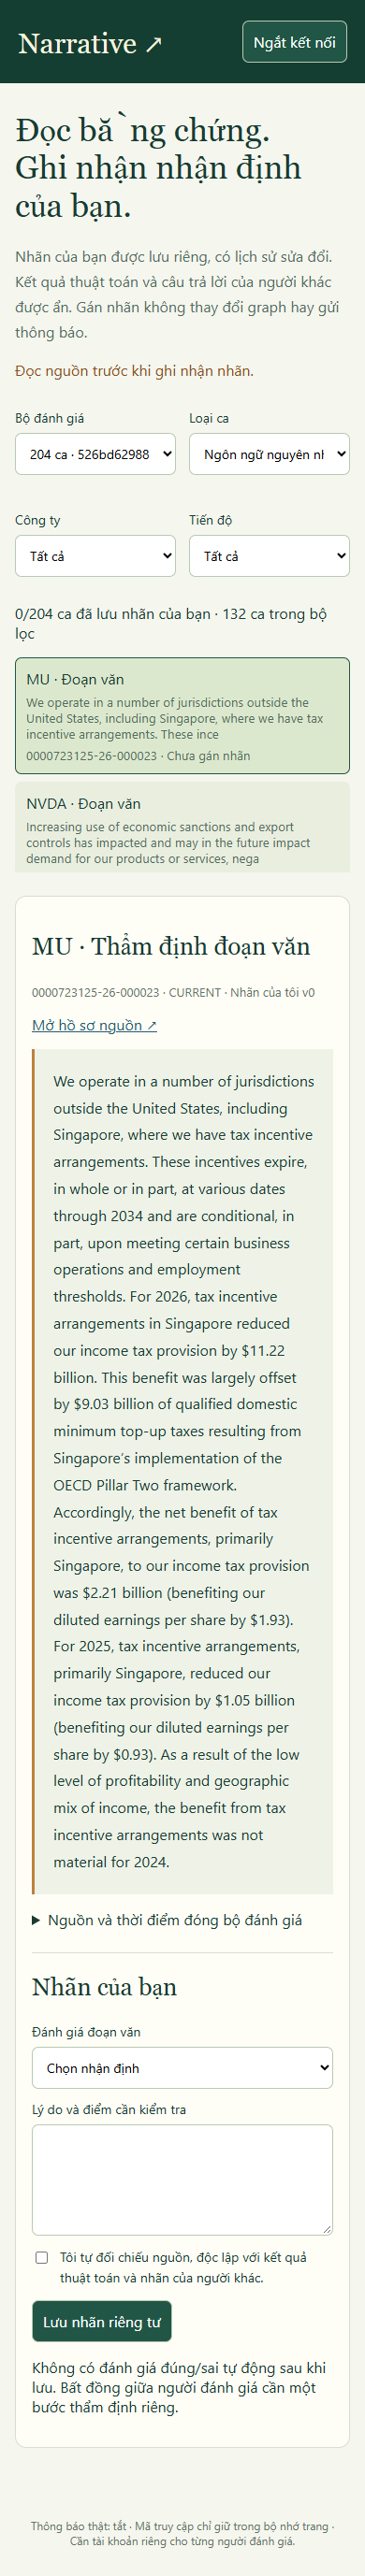 Narrative ↗
Ngắt kết nối
Đọc bằng chứng.
Ghi nhận nhận định
của bạn.
Nhãn của bạn được lưu riêng, có lịch sử sửa đổi.
Kết quả thuật toán và câu trả lời của người khác
được ẩn. Gán nhãn không thay đổi graph hay gửi
thông báo.
Đọc nguồn trước khi ghi nhận nhãn.
Bộ đánh giá
Loại ca
204 ca · 526bd62988
Ngôn ngữ nguyên nh
Công ty
Tiến độ
Tất cả
Tất cả
0/204 ca đã lưu nhãn của bạn · 132 ca trong bộ
lọc
MU · Đoạn văn
We operate in a number of jurisdictions outside the
United States, including Singapore, where we have tax
incentive arrangements. These ince
0000723125-26-000023 · Chưa gán nhãn
NVDA · Đoạn văn
Increasing use of economic sanctions and export
controls has impacted and may in the future impact
demand for our products or services, nega
MU · Thẩm định đoạn văn
0000723125-26-000023 · CURRENT · Nhãn của tôi v0
Mở hồ sơ nguồn ↗
We operate in a number of jurisdictions
outside the United States, including
Singapore, where we have tax incentive
arrangements. These incentives expire,
in whole or in part, at various dates
through 2034 and are conditional, in
part, upon meeting certain business
operations and employment
thresholds. For 2026, tax incentive
arrangements in Singapore reduced
our income tax provision by $11.22
billion. This benefit was largely offset
by $9.03 billion of qualified domestic
minimum top-up taxes resulting from
Singapore's implementation of the
OECD Pillar Two framework.
Accordingly, the net benefit of tax
incentive arrangements, primarily
Singapore, to our income tax provision
was $2.21 billion (benefiting our
diluted earnings per share by $1.93).
For 2025, tax incentive arrangements,
primarily Singapore, reduced our
income tax provision by $1.05 billion
(benefiting our diluted earnings per
share by $0.93). As a result of the low
level of profitability and geographic
mix of income, the benefit from tax
incentive arrangements was not
material for 2024.
▶ Nguồn và thời điểm đóng bộ đánh giá
Nhãn của bạn
Đánh giá đoạn văn
Chọn nhận định
Lý do và điểm cần kiểm tra
Tôi tự đối chiếu nguồn, độc lập với kết quả
thuật toán và nhãn của người khác.
Lưu nhãn riêng tư
Không có đánh giá đúng/sai tự động sau khi
lưu. Bất đồng giữa người đánh giá cần một
bước thẩm định riêng.
Thông báo thật: tắt · Mã truy cập chỉ giữ trong bộ nhớ trang ·
Cần tài khoản riêng cho từng người đánh giá.